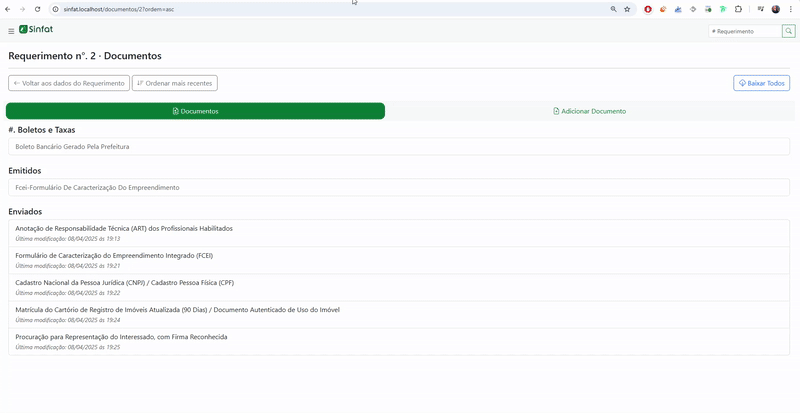 sinfat.localhost/documentos/2?ordem=asc
Sinfat
# Requerimento
Requerimento n°. 2 · Documentos
Voltar aos dados do Requerimento
Ordenar mais recentes
Baixar Todos
Documentos
Adicionar Documento
#. Boletos e Taxas
Boleto Bancário Gerado Pela Prefeitura
Emitidos
Fcei-Formulário De Caracterização Do Empreendimento
Enviados
Anotação de Responsabilidade Técnica (ART) dos Profissionais Habilitados
Última modificação: 08/04/2025 às 19:13
Formulário de Caracterização do Empreendimento Integrado (FCEI)
Última modificação: 08/04/2025 às 19:21
Cadastro Nacional da Pessoa Jurídica (CNPJ) / Cadastro Pessoa Física (CPF)
Última modificação: 08/04/2025 às 19:22
Matrícula do Cartório de Registro de Imóveis Atualizada (90 Dias) / Documento Autenticado de Uso do Imóvel
Última modificação: 08/04/2025 às 19:24
Procuração para Representação do Interessado, com Firma Reconhecida
Última modificação: 08/04/2025 às 19:25